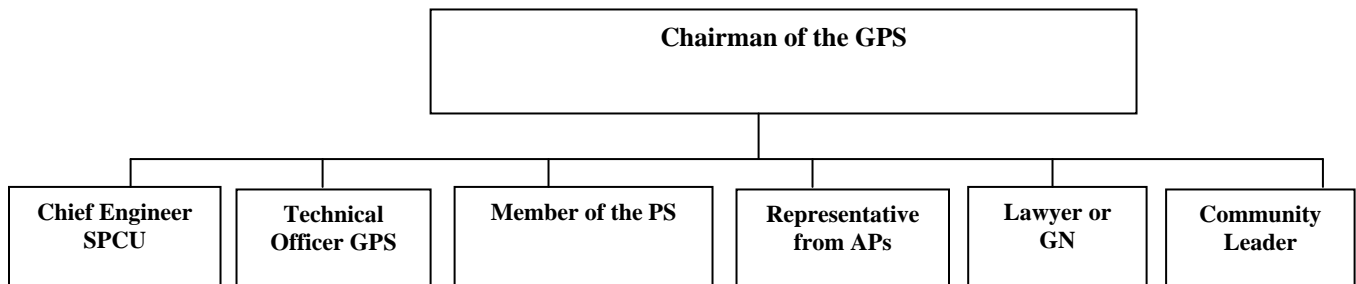 Chairman of the GPS
Chief Engineer
SPCU
Technical
Officer GPS
Member of the PS
Representative
from APs
Lawyer or
GN
Community
Leader